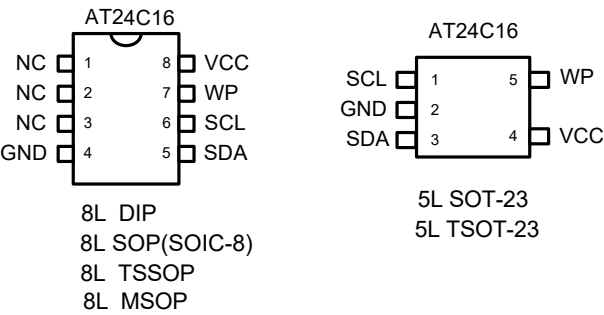 AT24C16
NC 1 8 VCC
NC 2 7 WP
NC 3 6 SCL
GND 4 5 SDA
8L DIP
8L SOP(SOIC-8)
8L TSSOP
8L MSOP
AT24C16
SCL 1 5 WP
GND 2
SDA 3 4 VCC
5L SOT-23
5L TSOT-23